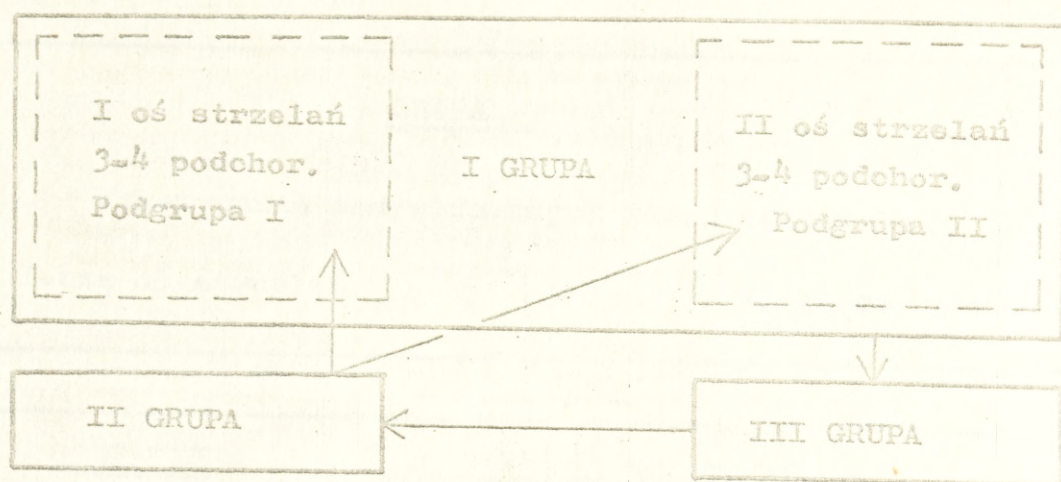 I oś strzelań
3-4 podchor.
Podgrupa I
I GRUPA
II oś strzelań
3-4 podchor.
Podgrupa II
II GRUPA
III GRUPA